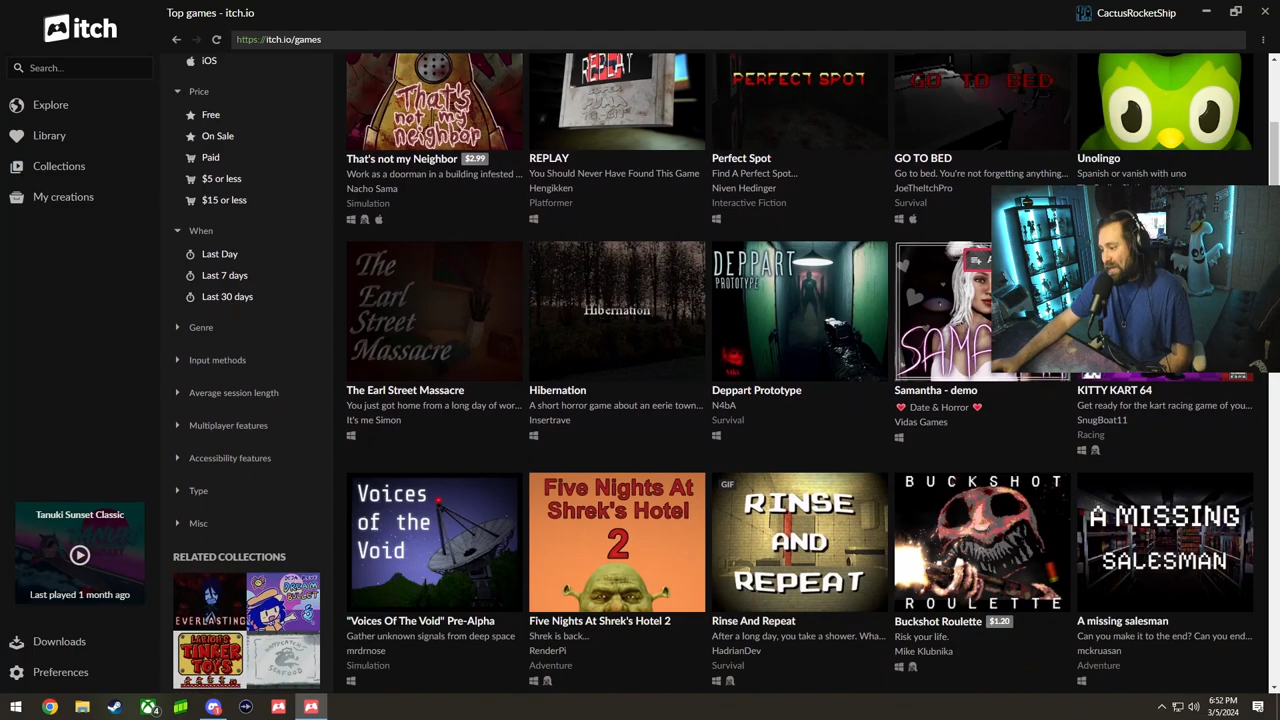 Top games - itch.io
CactusRocketShip
itch
https://itch.io/games
Search...
Explore
Library
Collections
My creations
Tanuki Sunset Classic
Last played 1 month ago
Downloads
Preferences
iOS
Price
Free
On Sale
Paid
$5 or less
$15 or less
When
Last Day
Last 7 days
Last 30 days
Genre
Input methods
Average session length
Multiplayer features
Accessibility features
Type
Misc
RELATED COLLECTIONS
EVERLASTING
DREAM
TINKER
TOYS
That's
not my
neighbor
REPLAY
PERFECT SPOT
GO TO BED
That's not my Neighbor $2.99
Work as a doorman in a building infested ...
Nacho Sama
Simulation
REPLAY
You Should Never Have Found This Game
Hengikken
Platformer
Perfect Spot
Find A Perfect Spot...
Niven Hedinger
Interactive Fiction
GO TO BED
Go to bed. You're not forgetting anything...
JoeTheItchPro
Survival
Unolingo
Spanish or vanish with uno
The
Earl
Street
Massacre
Hibernation
DEPPART
PROTOTYPE
SAM
The Earl Street Massacre
You just got home from a long day of wor...
It's me Simon
Hibernation
A short horror game about an eerie town...
Insertrave
Deppart Prototype
N4bA
Survival
Samantha - demo
Date & Horror
Vidas Games
KITTY KART 64
Get ready for the kart racing game of you...
SnugBoat11
Racing
Voices
of the
Void
Five Nights At
Shrek's Hotel
2
GIF
RINSE
AND
REPEAT
BUCKSHOT
ROULETTE
A MISSING
SALESMAN
"Voices Of The Void" Pre-Alpha
Gather unknown signals from deep space
mrdrnose
Simulation
Five Nights At Shrek's Hotel 2
Shrek is back...
RenderPi
Adventure
Rinse And Repeat
After a long day, you take a shower. Wha...
HadrianDev
Survival
Buckshot Roulette $1.20
Risk your life.
Mike Klubnika
A missing salesman
Can you make it to the end? Can you end...
mckruasan
Adventure
4
6:52 PM
3/5/2024